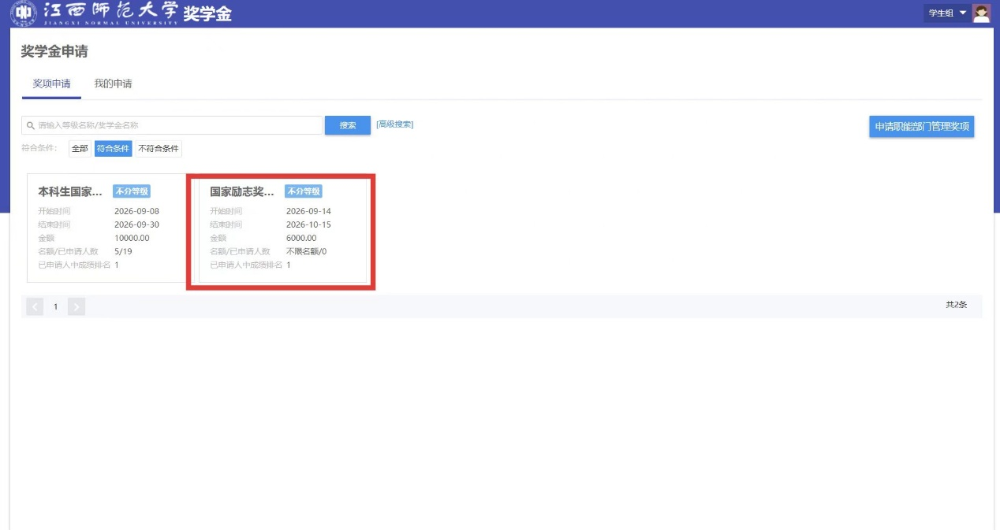 江西师范大学 奖学金
JIANGXI NORMAL UNIVERSITY
学生组
奖学金申请
奖项申请 我的申请
请输入等级名称/奖学金名称 搜索 [高级搜索] 申请职能部门管理奖项
符合条件： 全部 符合条件 不符合条件
本科生国家... 不分等级
开始时间 2026-09-08
结束时间 2026-09-30
金额 10000.00
名额/已申请人数 5/19
已申请人中成绩排名 1
国家励志奖... 不分等级
开始时间 2026-09-14
结束时间 2026-10-15
金额 6000.00
名额/已申请人数 不限名额/0
已申请人中成绩排名 1
< 1 > 共2条